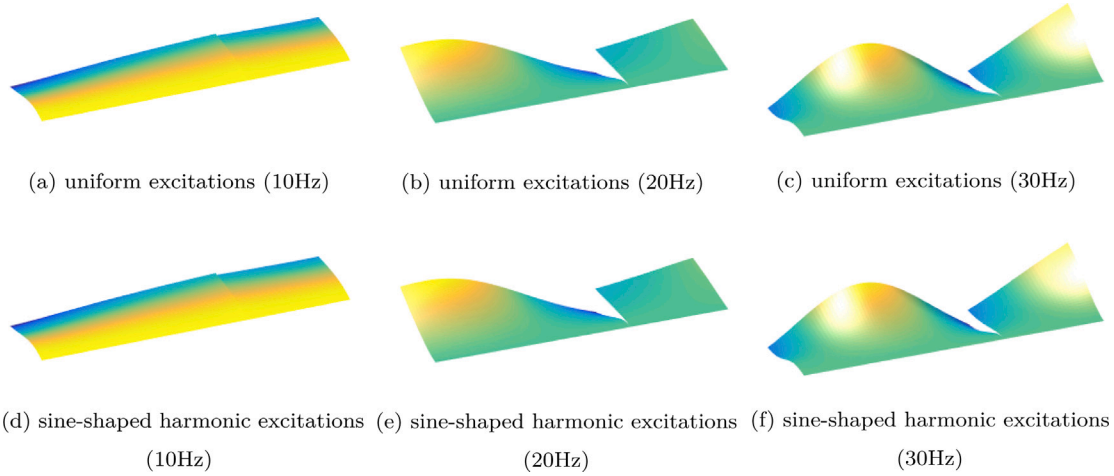 (a) uniform excitations (10Hz)
(b) uniform excitations (20Hz)
(c) uniform excitations (30Hz)
(d) sine-shaped harmonic excitations
(10Hz)
(e) sine-shaped harmonic excitations
(20Hz)
(f) sine-shaped harmonic excitations
(30Hz)